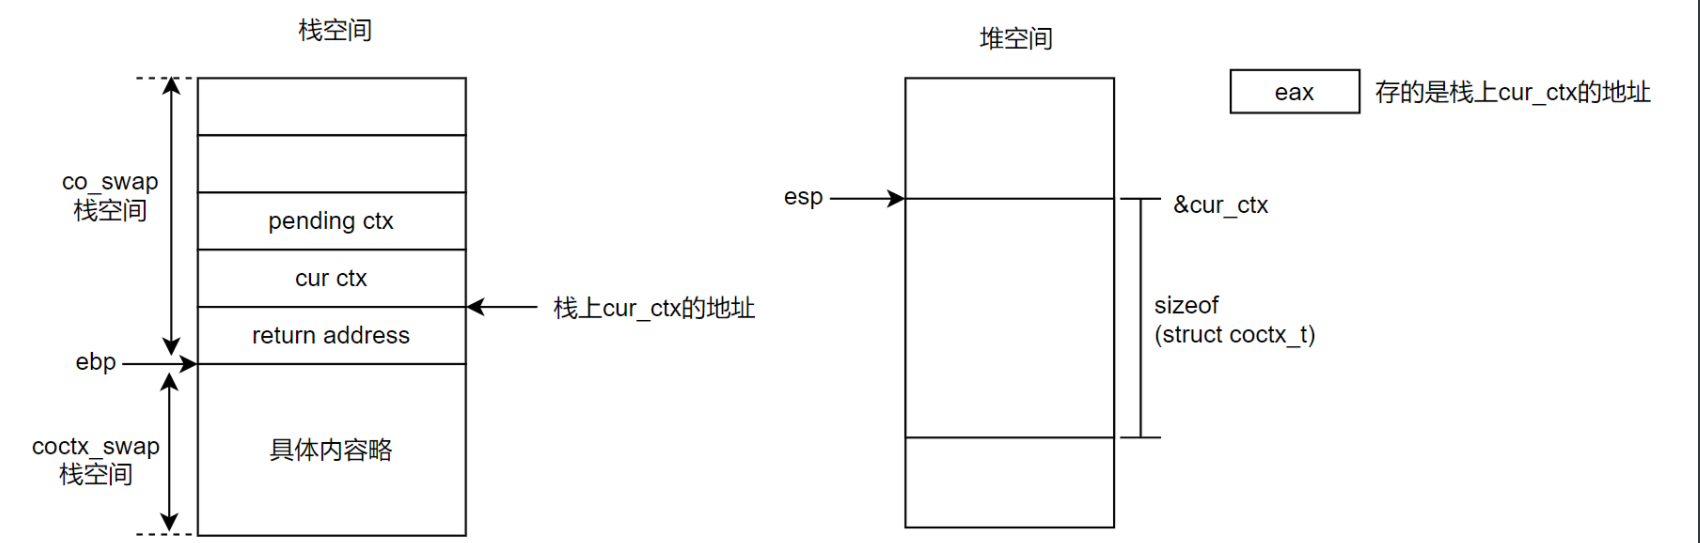 栈空间
堆空间
eax
存的是栈上cur_ctx的地址
co_swap
栈空间
pending ctx
cur ctx
return address
栈上cur_ctx的地址
ebp
coctx_swap
栈空间
具体内容略
esp
&cur_ctx
sizeof
(struct coctx_t)